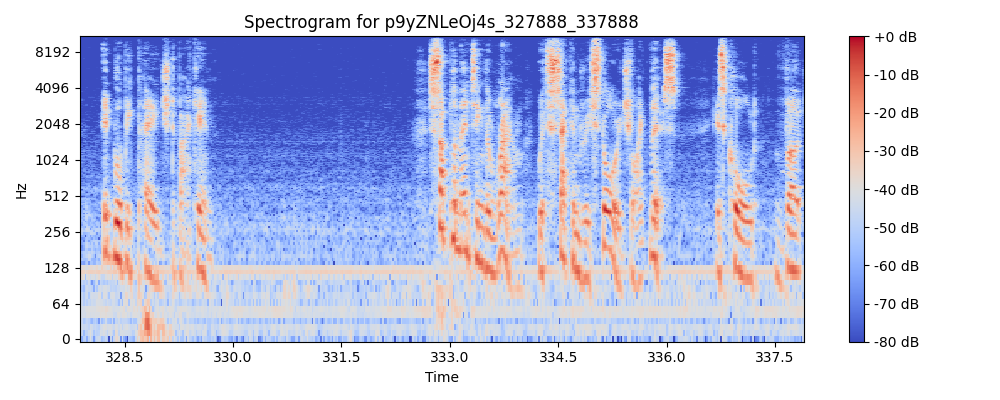 Spectrogram for p9yZNLeOj4s_327888_337888
8192
4096
2048
1024
512
256
128
64
0
Hz
328.5 330.0 331.5 333.0 334.5 336.0 337.5
Time
+0 dB
-10 dB
-20 dB
-30 dB
-40 dB
-50 dB
-60 dB
-70 dB
-80 dB